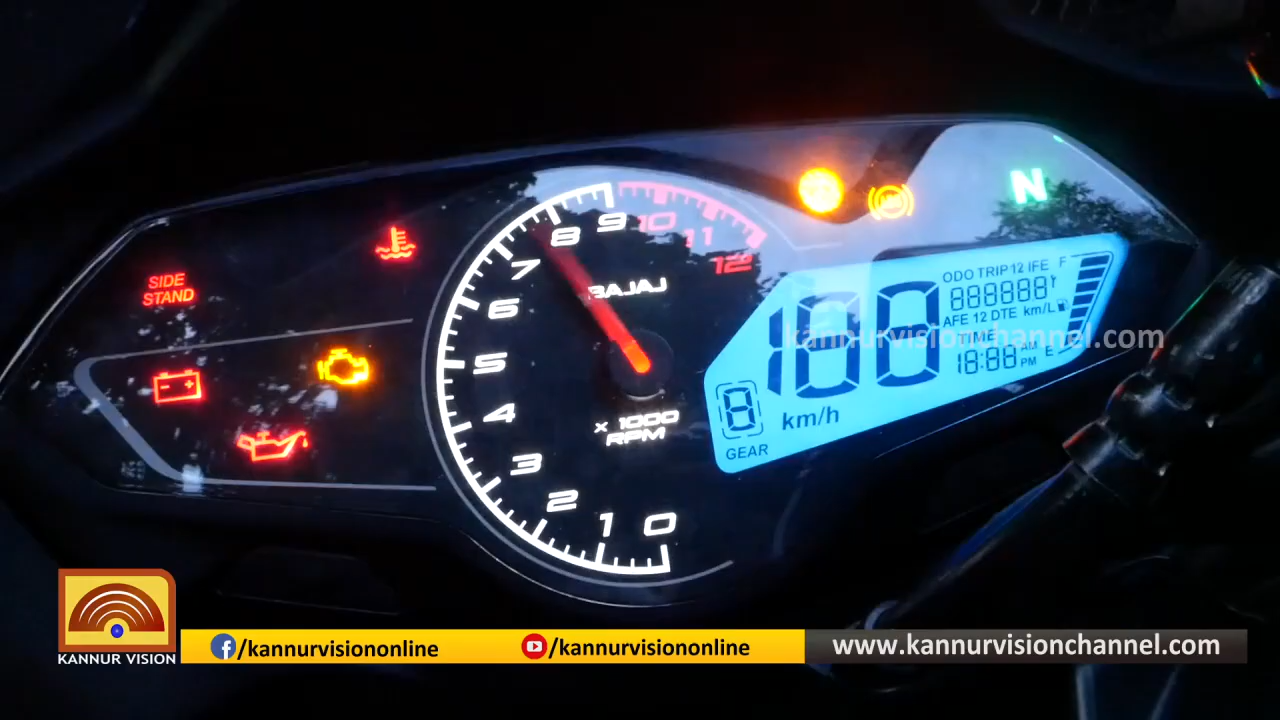 SIDE
STAND
0
1
2
3
4
5
6
7
8
9
10
11
12
BAJAJ
x 1000
RPM
N
ODO TRIP 12 IFE F
888888
AFE 12 DTE km/L
TIME
18:88 AM
PM E
188
km/h
8
GEAR
kannurvisionchannel.com
KANNUR VISION
/kannurvisiononline
/kannurvisiononline
www.kannurvisionchannel.com